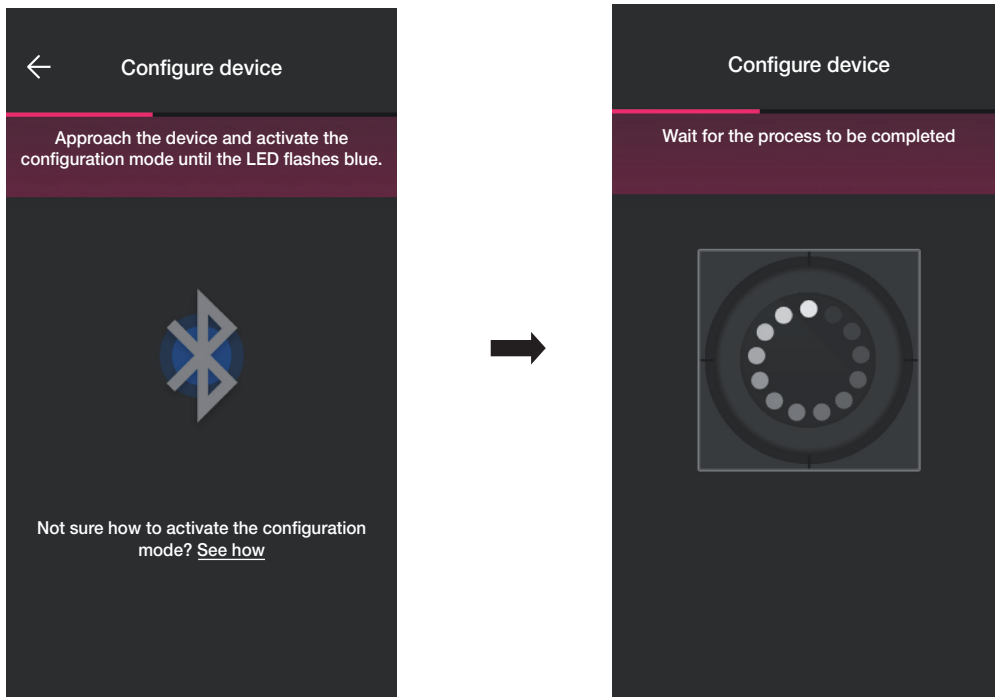 Configure device
Approach the device and activate the
configuration mode until the LED flashes blue.
Not sure how to activate the configuration
mode? See how
Configure device
Wait for the process to be completed